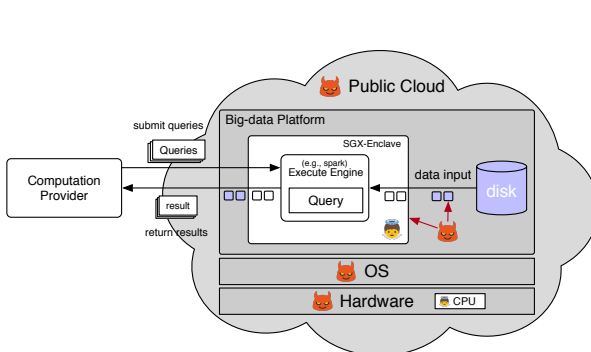 Public Cloud
submit queries
Big-data Platform
SGX-Enclave
Queries
(e.g., spark)
Execute Engine
data input
Computation
Provider
disk
Query
result
return results
OS
Hardware
CPU